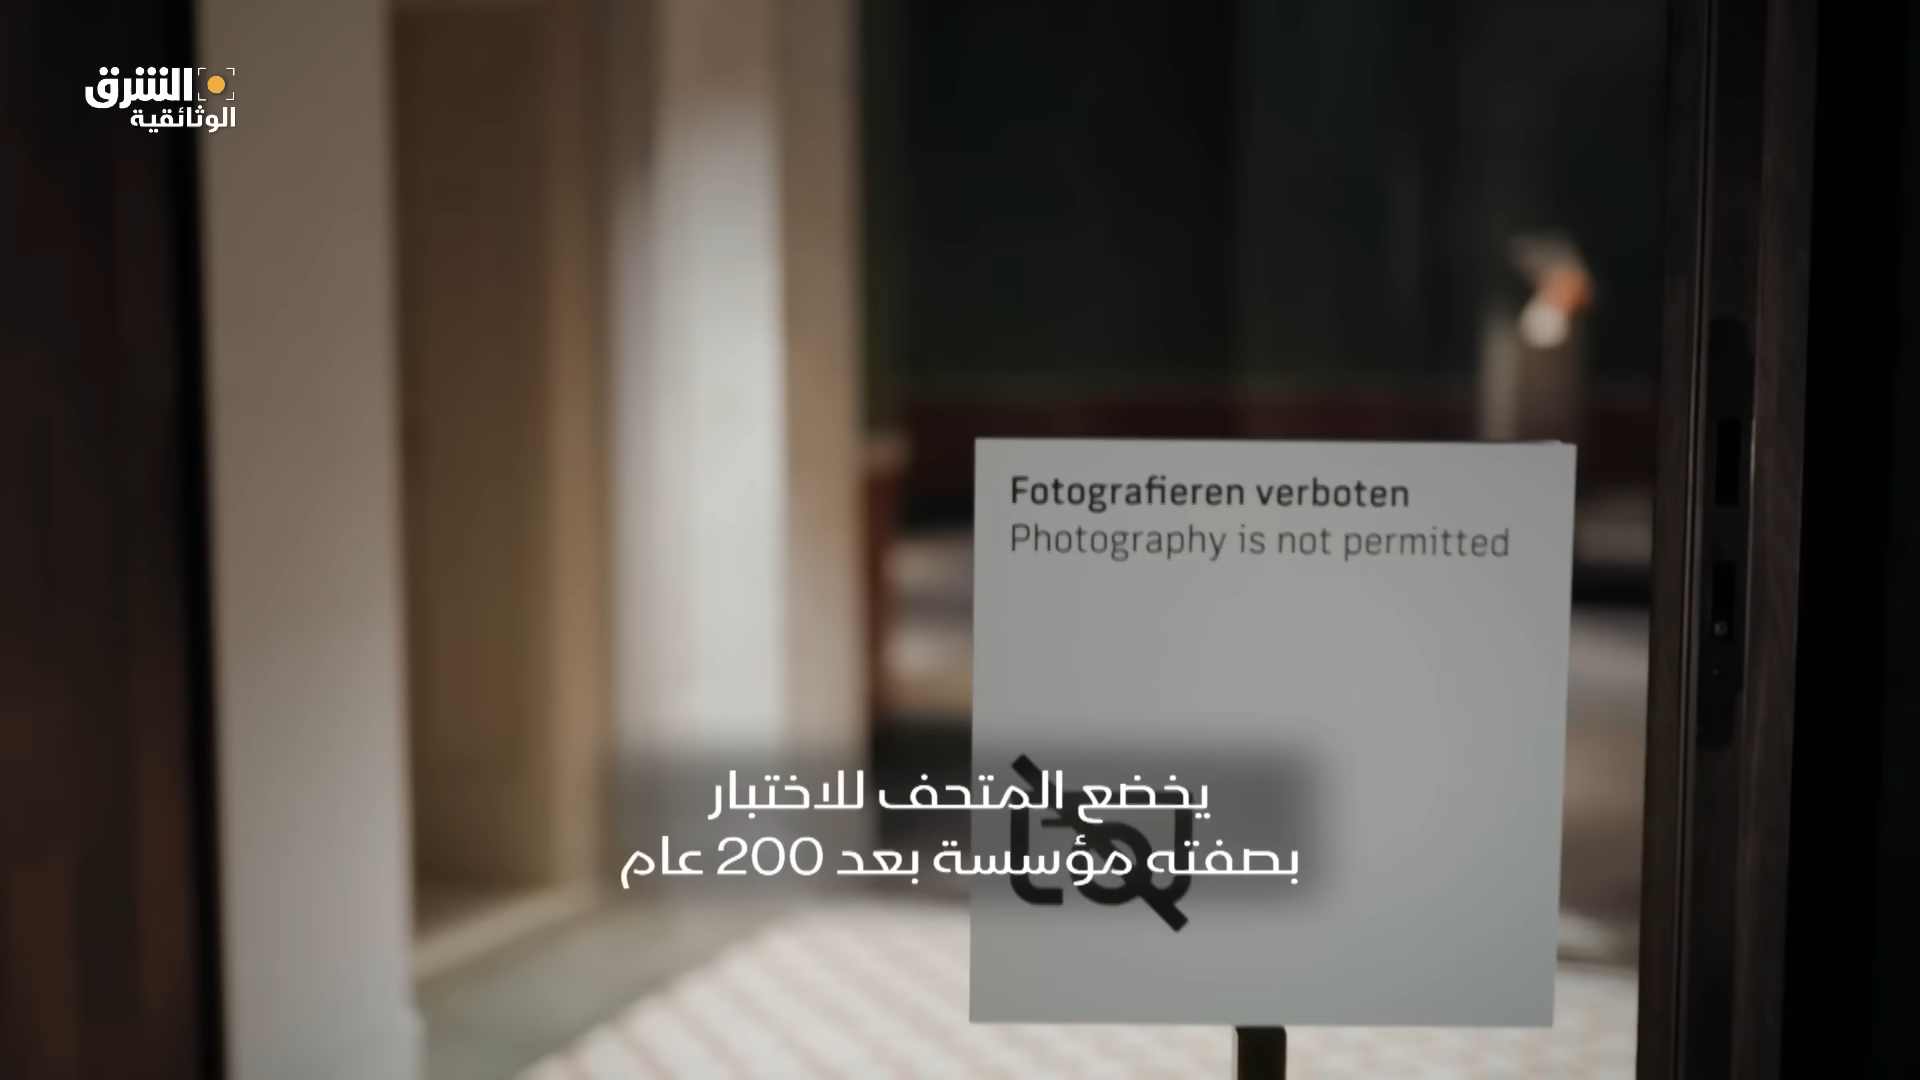 الشرق
الوثائقية
Fotografieren verboten
Photography is not permitted
يخضع المتحف للاختبار
بصفته مؤسسة بعد 200 عام